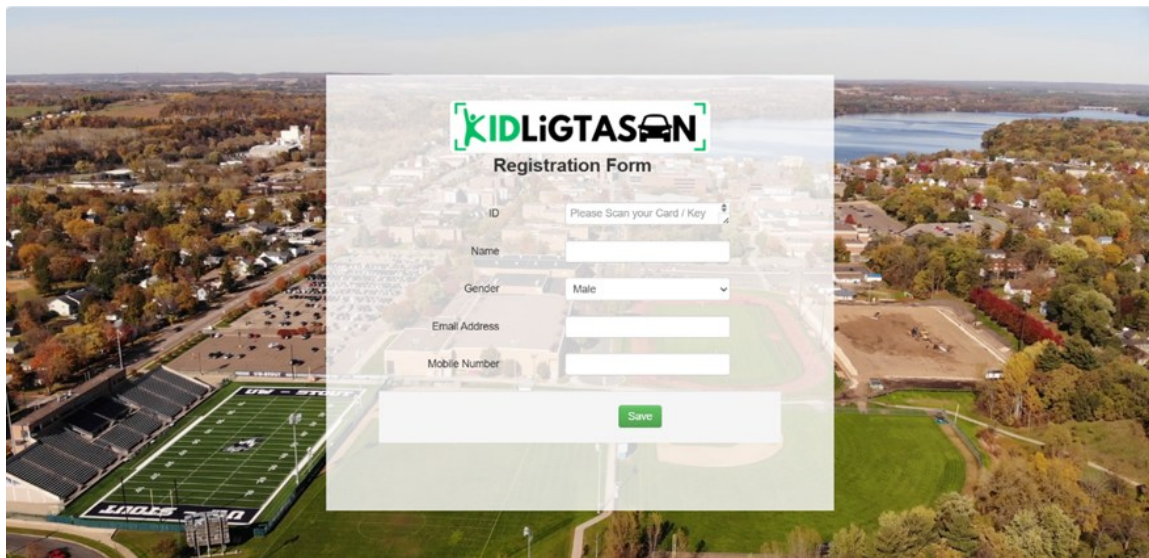 KIDLiGTASAN
Registration Form
ID Please Scan your Card / Key
Name
Gender Male
Email Address
Mobile Number
Save